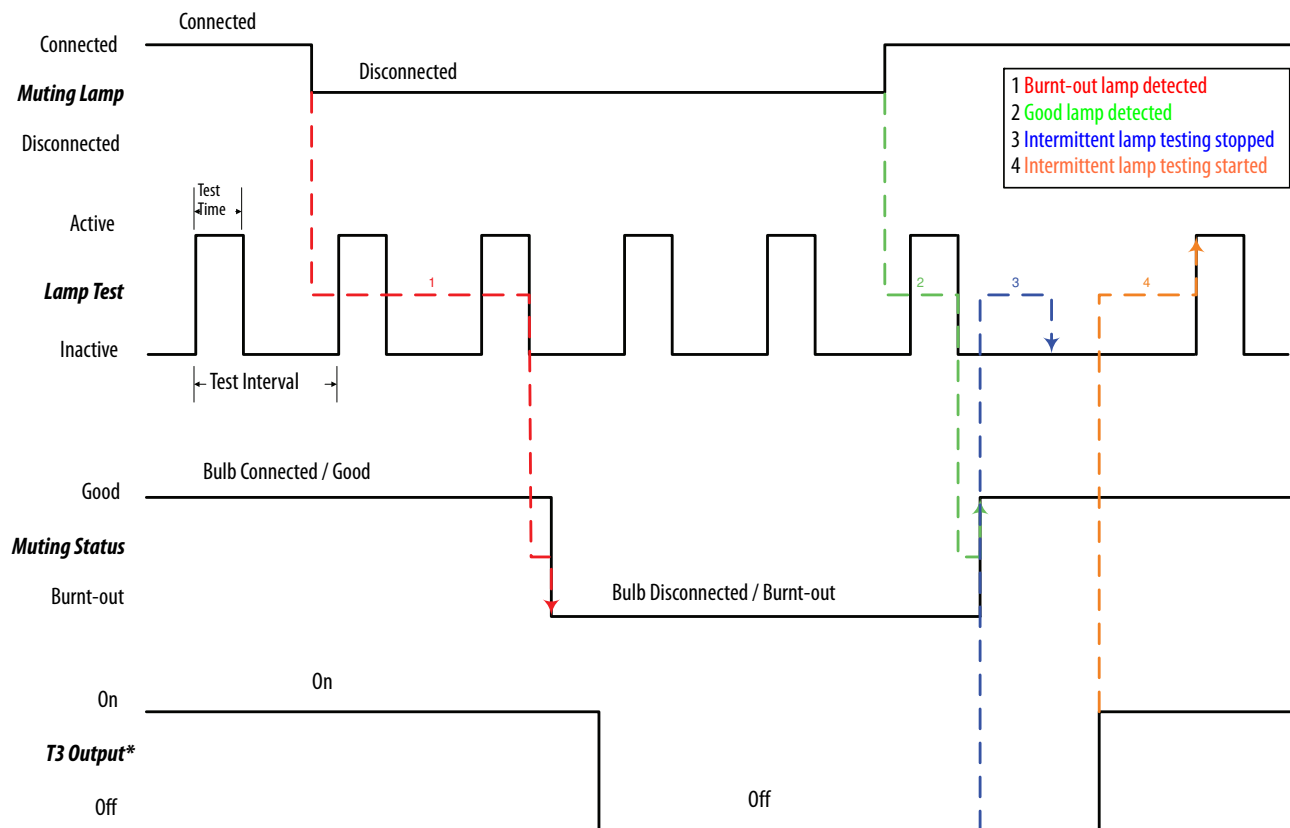 Connected
Connected
Disconnected
Muting Lamp
Disconnected
1 Burnt-out lamp detected
2 Good lamp detected
3 Intermittent lamp testing stopped
4 Intermittent lamp testing started
Test
Time
Active
Lamp Test
1
2
3
4
Inactive
Test Interval
Bulb Connected / Good
Good
Muting Status
Burnt-out
Bulb Disconnected / Burnt-out
On
On
T3 Output*
Off
Off